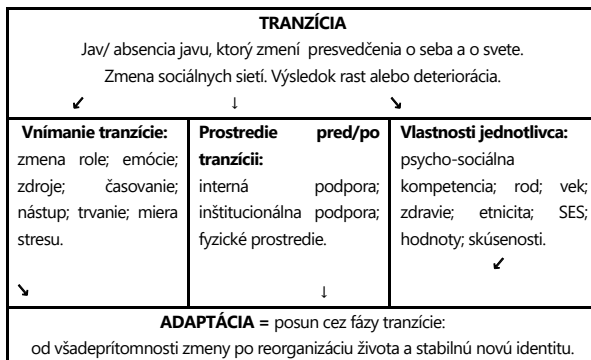 TRANZÍCIA
Jav/ absencia javu, ktorý zmení presvedčenia o seba a o svete.
Zmena sociálnych sietí. Výsledok rast alebo deteriorácia.
↙ ↓ ↘
Vnímanie tranzície:
zmena role; emócie;
zdroje; časovanie;
nástup; trvanie; miera
stresu.
↘
Prostredie pred/po
tranzícii:
interná podpora;
inštitucionálna podpora;
fyzické prostredie.
↓
Vlastnosti jednotlivca:
psycho-sociálna
kompetencia; rod; vek;
zdravie; etnicita; SES;
hodnoty; skúsenosti.
↙
ADAPTÁCIA = posun cez fázy tranzície:
od všadeprítomnosti zmeny po reorganizáciu života a stabilnú novú identitu.